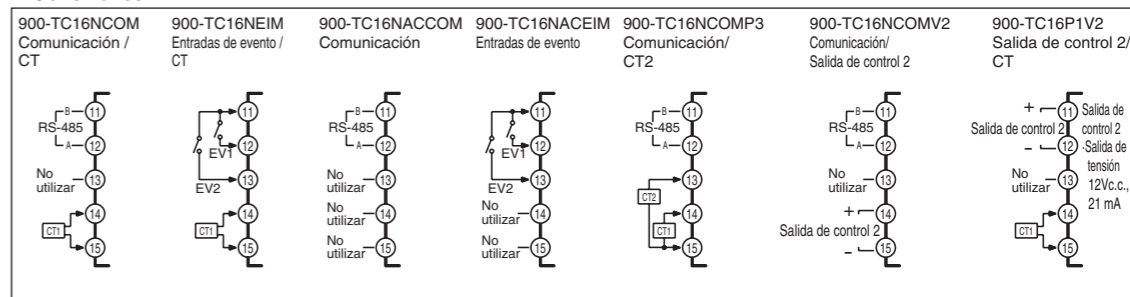 900-TC16NCOM
Comunicación /
CT
B
11
RS-485
A
12
No
utilizar
13
14
CT1
15
900-TC16NEIM
Entradas de evento /
CT
11
EV1
12
EV2
13
14
CT1
15
900-TC16NACCOM
Comunicación
B
11
RS-485
A
12
No
utilizar
13
No
utilizar
14
No
utilizar
15
900-TC16NACEIM
Entradas de evento
11
EV1
12
EV2
13
No
utilizar
14
No
utilizar
15
900-TC16NCOMP3
Comunicación/
CT2
B
11
RS-485
A
12
13
CT2
14
CT1
15
900-TC16NCOMV2
Comunicación/
Salida de control 2
B
11
RS-485
A
12
No
utilizar
13
+
14
Salida de control 2
–
15
900-TC16P1V2
Salida de control 2/
CT
+
11
Salida de control 2
–
12
Salida de
control 2
·Salida de
tensión
12Vc.c.,
21 mA
No
utilizar
13
14
CT1
15